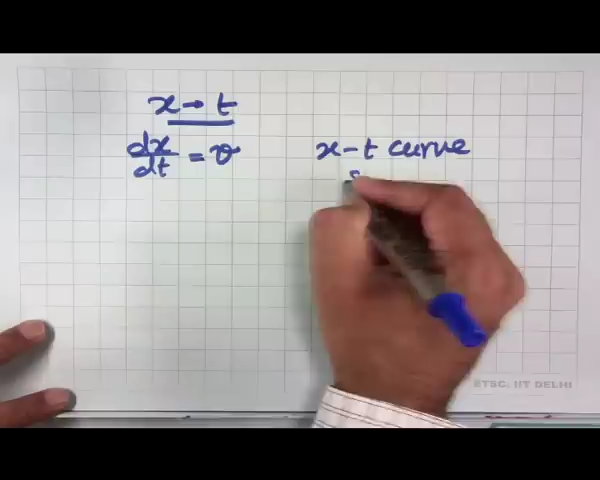 x → t
dx/dt = v
x-t curve
ETSC, IIT DELHI